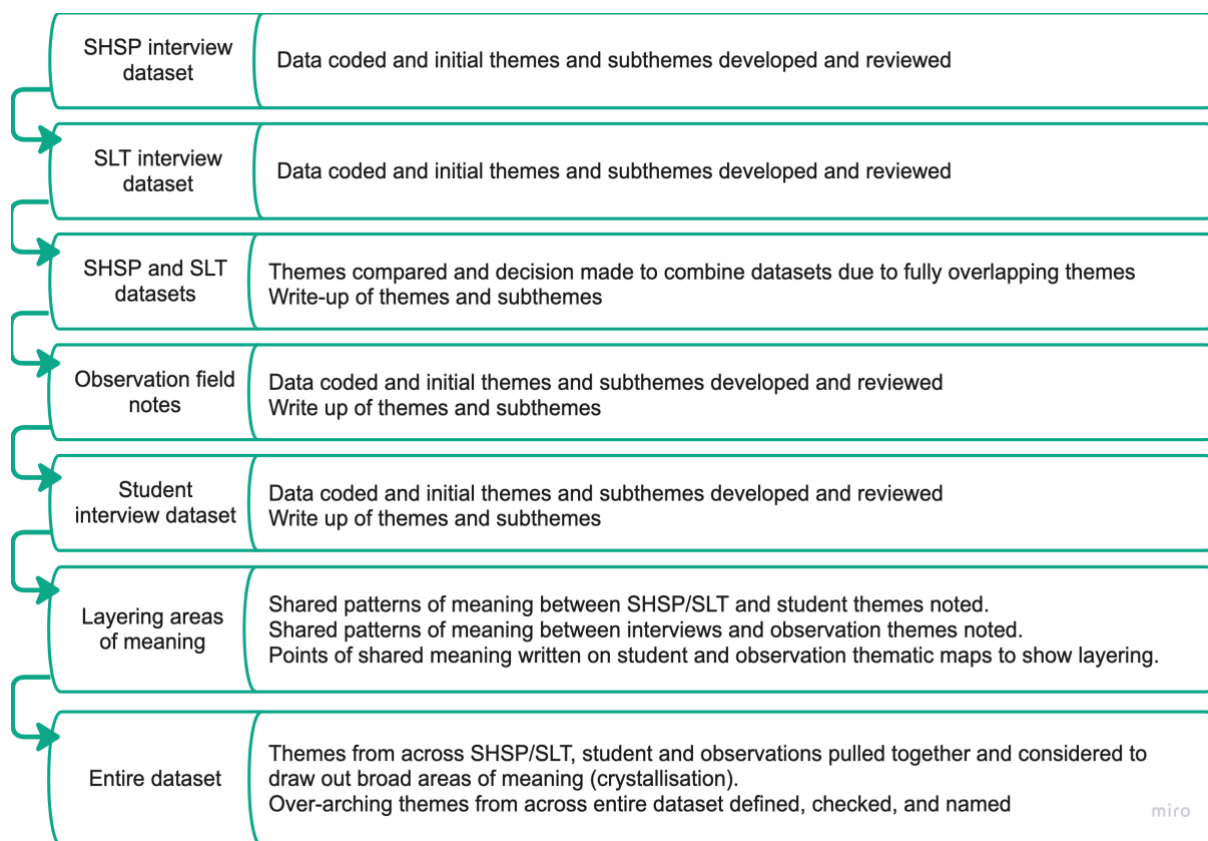 SHSP interview
dataset
Data coded and initial themes and subthemes developed and reviewed
SLT interview
dataset
Data coded and initial themes and subthemes developed and reviewed
SHSP and SLT
datasets
Themes compared and decision made to combine datasets due to fully overlapping themes
Write-up of themes and subthemes
Observation field
notes
Data coded and initial themes and subthemes developed and reviewed
Write up of themes and subthemes
Student
interview dataset
Data coded and initial themes and subthemes developed and reviewed
Write up of themes and subthemes
Layering areas
of meaning
Shared patterns of meaning between SHSP/SLT and student themes noted.
Shared patterns of meaning between interviews and observation themes noted.
Points of shared meaning written on student and observation thematic maps to show layering.
Entire dataset
Themes from across SHSP/SLT, student and observations pulled together and considered to
draw out broad areas of meaning (crystallisation).
Over-arching themes from across entire dataset defined, checked, and named
miro